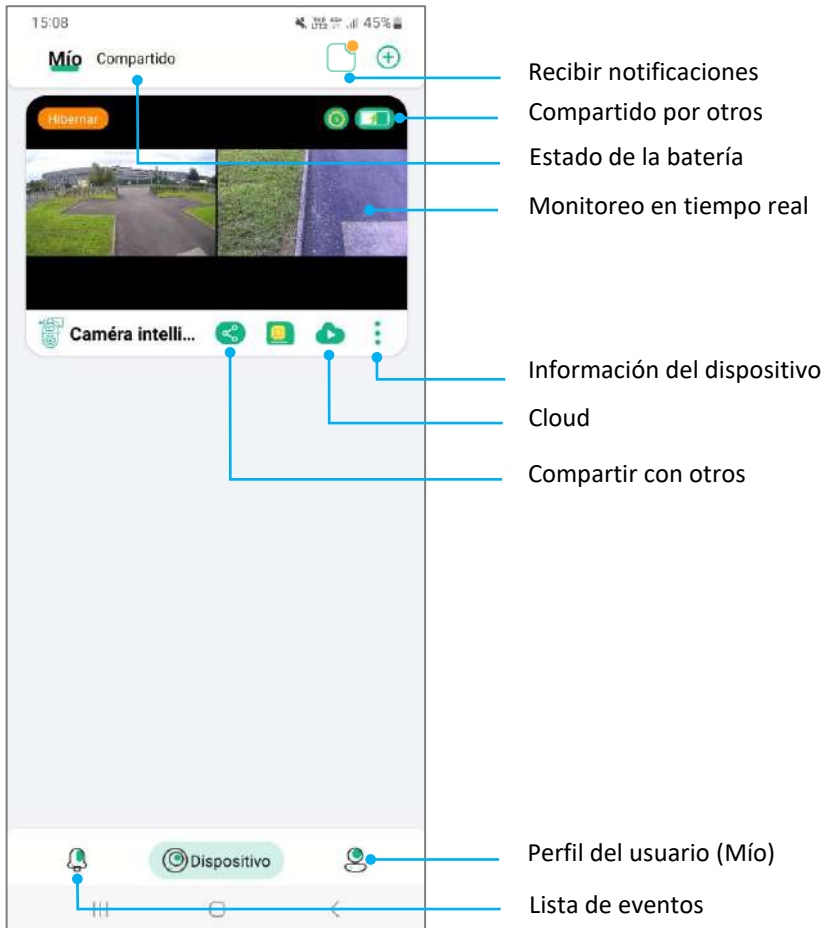 15:08
45%
Mío Compartido
Recibir notificaciones
Hibernar
Compartido por otros
Estado de la batería
Monitoreo en tiempo real
Caméra intelli...
Información del dispositivo
Cloud
Compartir con otros
Dispositivo
Perfil del usuario (Mío)
Lista de eventos